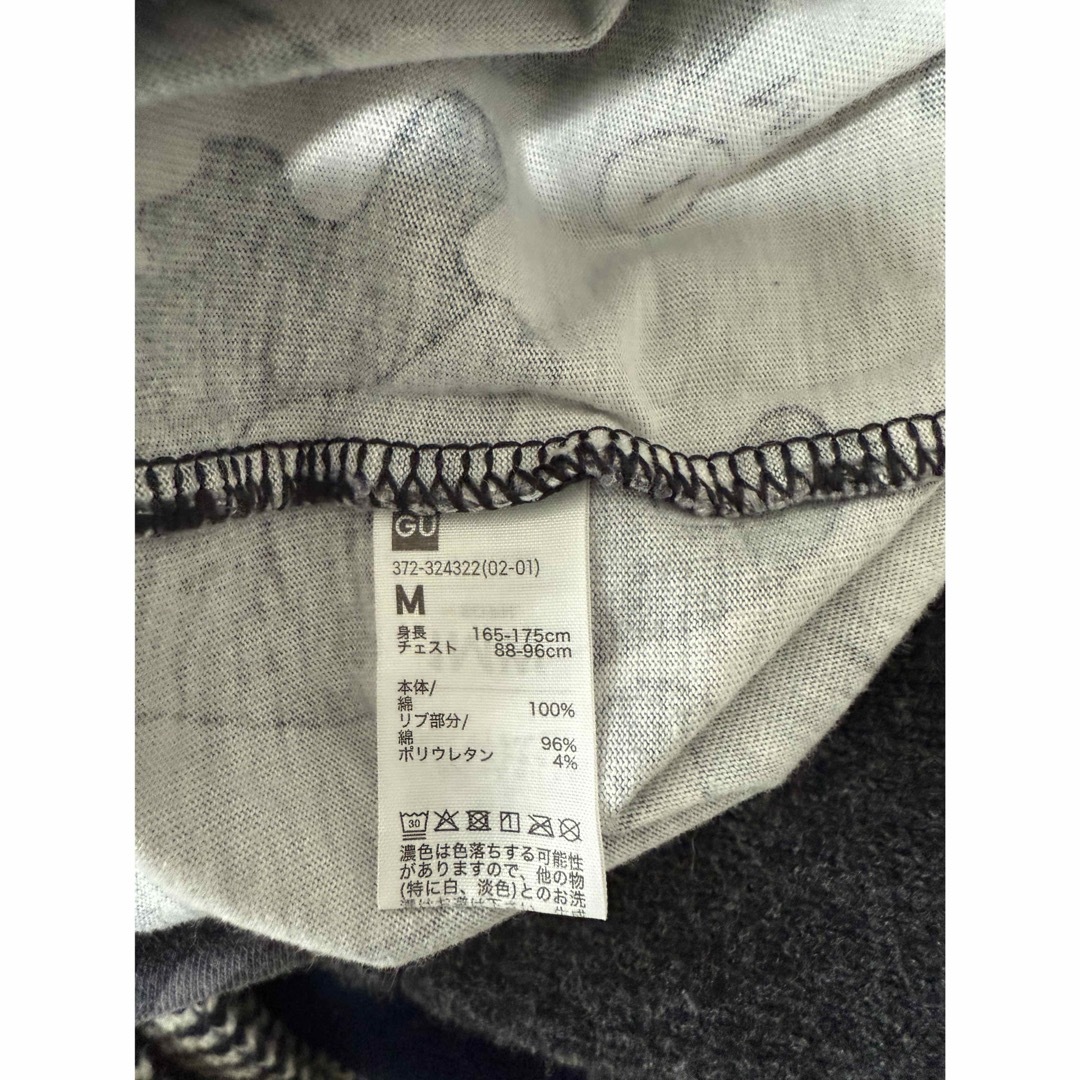 GU
372-324322(02-01)
M
身長 165-175cm
チェスト 88-96cm
本体/
綿 100%
リブ部分/
綿 96%
ポリウレタン 4%
30
濃色は色落ちする可能性
がありますので、他の物
(特に白、淡色)とのお洗